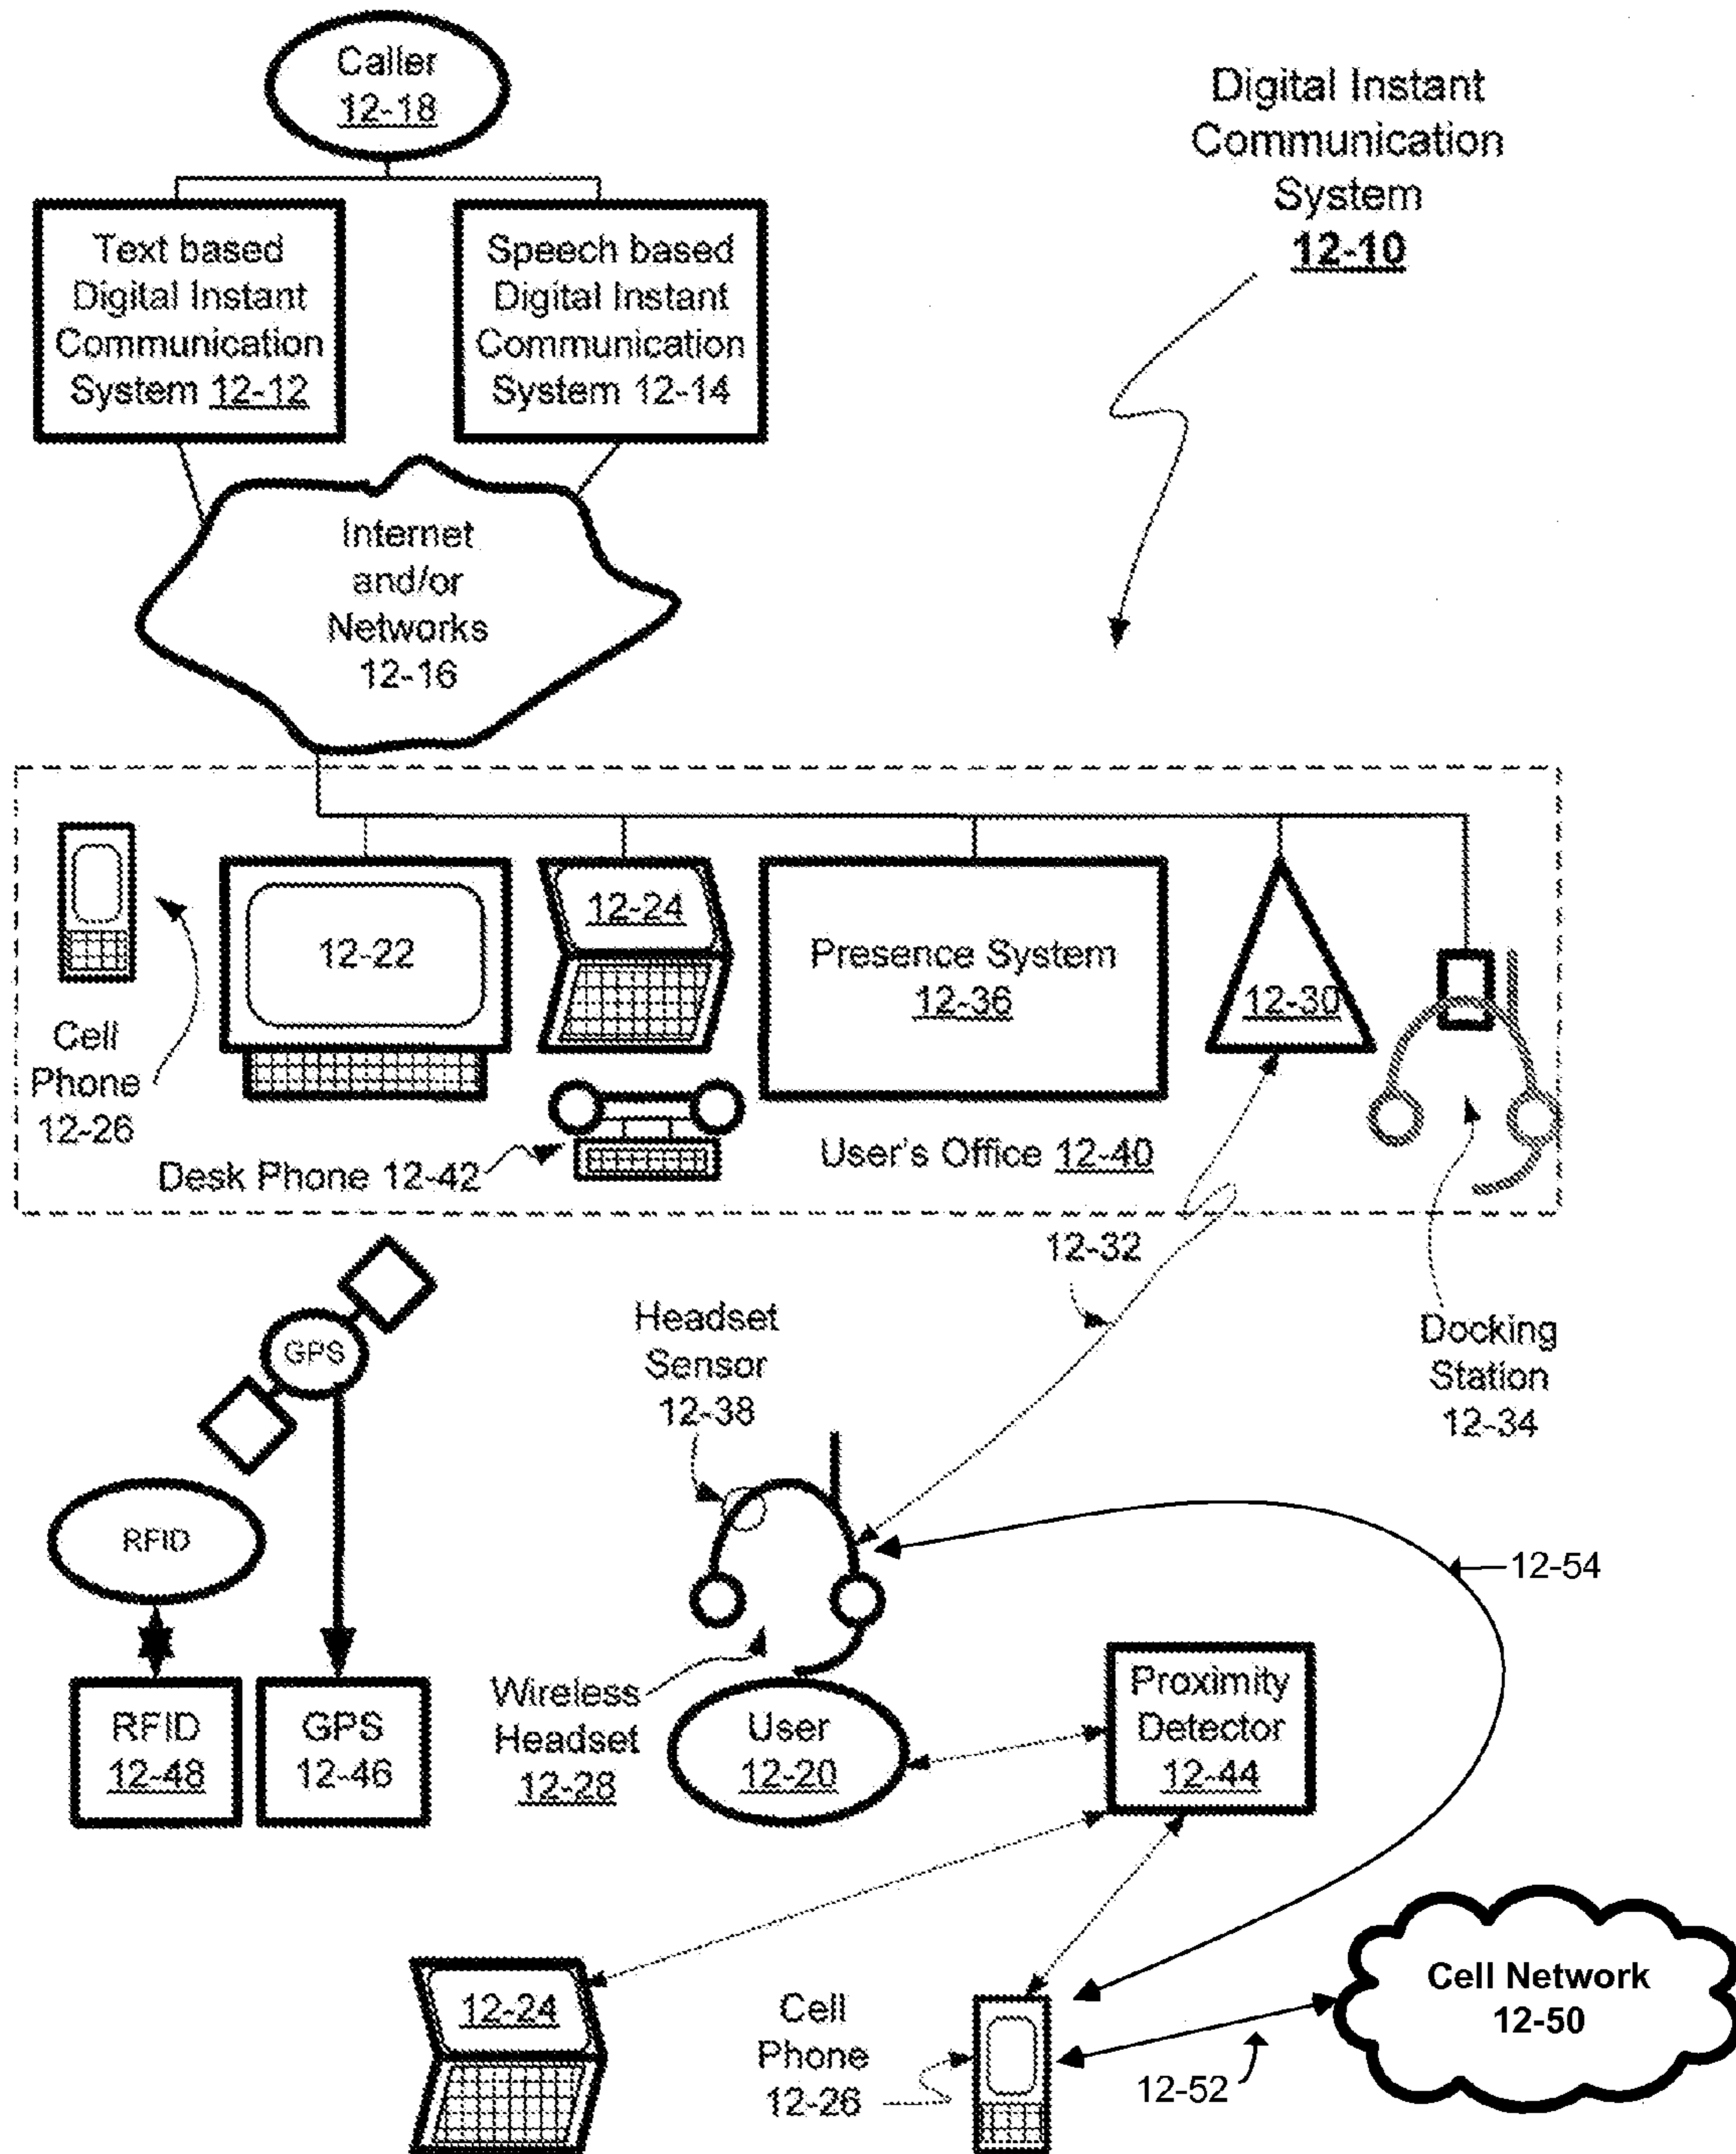 Caller
12-18
Digital Instant
Communication
System
12-10
Text based
Digital Instant
Communication
System 12-12
Speech based
Digital Instant
Communication
System 12-14
Internet
and/or
Networks
12-16
12-22
12-24
Presence System
12-36
12-30
Cell
Phone
12-26
Desk Phone 12-42
User's Office 12-40
12-32
GPS
Headset
Sensor
12-38
Docking
Station
12-34
RFID
12-54
RFID
12-48
GPS
12-46
Wireless
Headset
12-28
User
12-20
Proximity
Detector
12-44
12-24
Cell
Phone
12-26
12-52
Cell Network
12-50